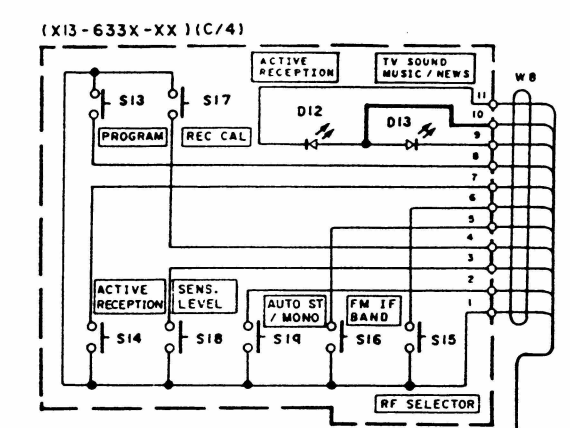 (X13-633X-XX)(C/4)
ACTIVE
RECEPTION
TV SOUND
MUSIC/NEWS
W8
S13
S17
D12
D13
11
10
9
8
7
6
5
4
3
2
1
PROGRAM
REC CAL
ACTIVE
RECEPTION
SENS.
LEVEL
AUTO ST
/ MONO
FM IF
BAND
S14
S18
S19
S16
S15
RF SELECTOR